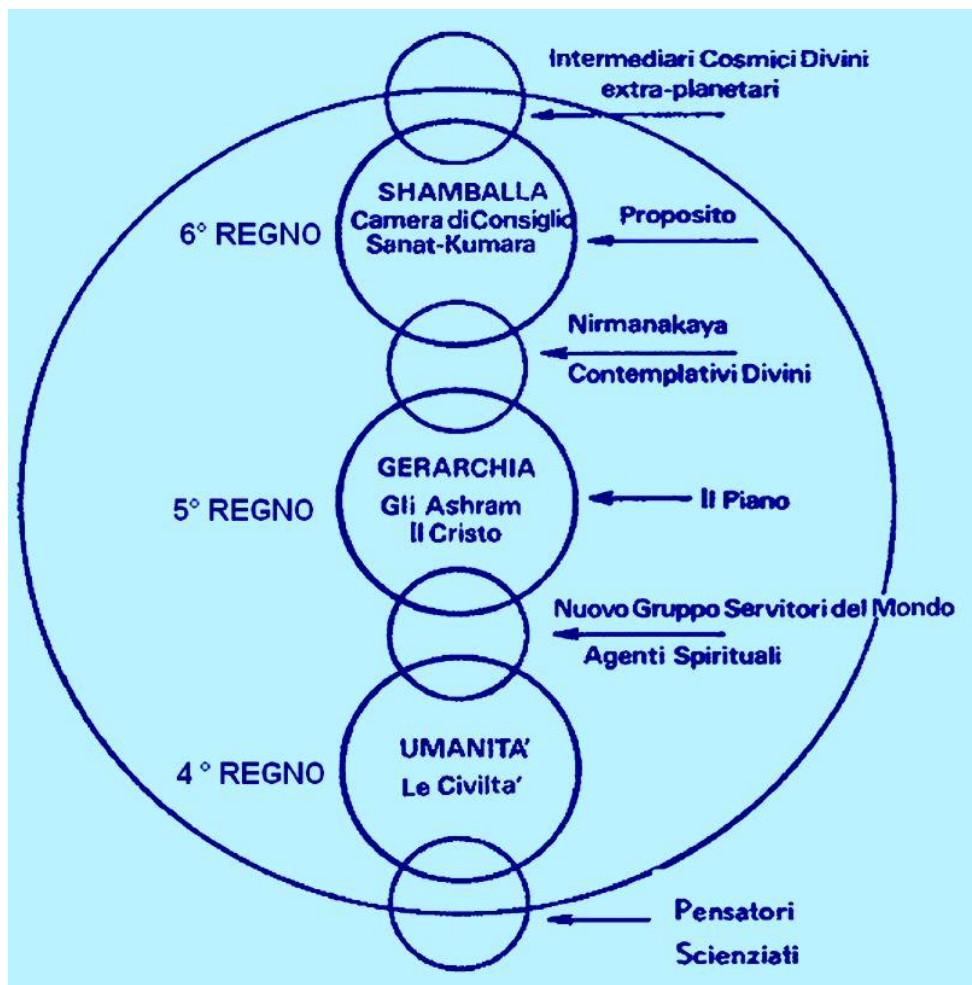 Intermediari Cosmici Divini
extra-planetari
SHAMBALLA
Camera di Consiglio
Sanat-Kumara
6° REGNO
Proposito
Nirmanakaya
Contemplativi Divini
GERARCHIA
Gli Ashram
Il Cristo
5° REGNO
Il Piano
Nuovo Gruppo Servitori del Mondo
Agenti Spirituali
UMANITA'
Le Civilta'
4° REGNO
Pensatori
Scienziati